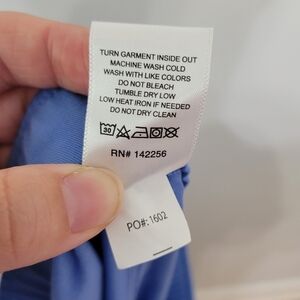 TURN GARMENT INSIDE OUT
MACHINE WASH COLD
WASH WITH LIKE COLORS
DO NOT BLEACH
TUMBLE DRY LOW
LOW HEAT IRON IF NEEDED
DO NOT DRY CLEAN
30
RN# 142256
PO#: 1602